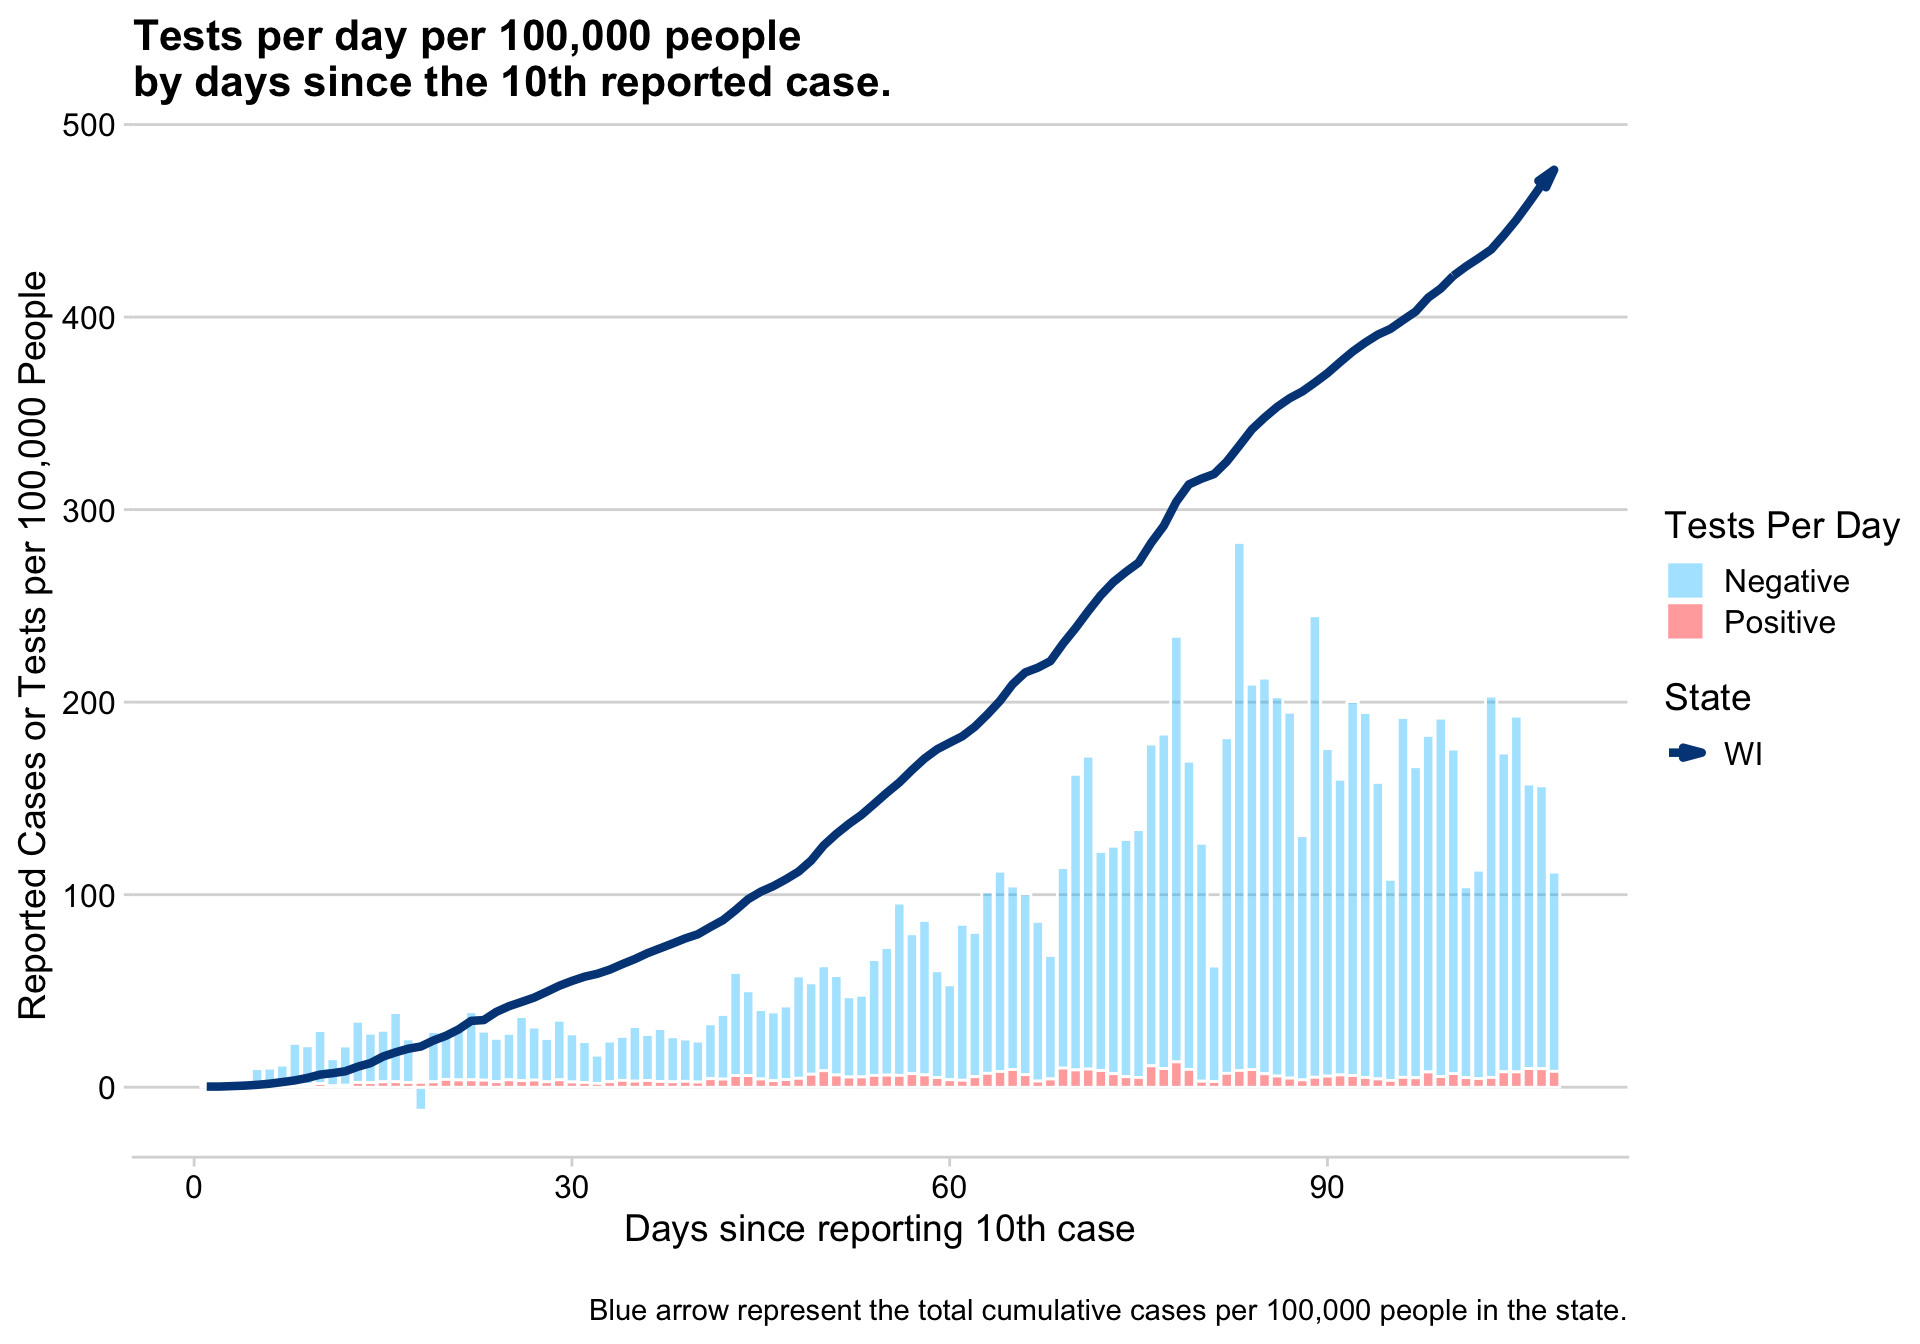 Tests per day per 100,000 people
by days since the 10th reported case.
Reported Cases or Tests per 100,000 People
500
400
300
200
100
0
0
30
60
90
Days since reporting 10th case
Tests Per Day
Negative
Positive
State
WI
Blue arrow represent the total cumulative cases per 100,000 people in the state.